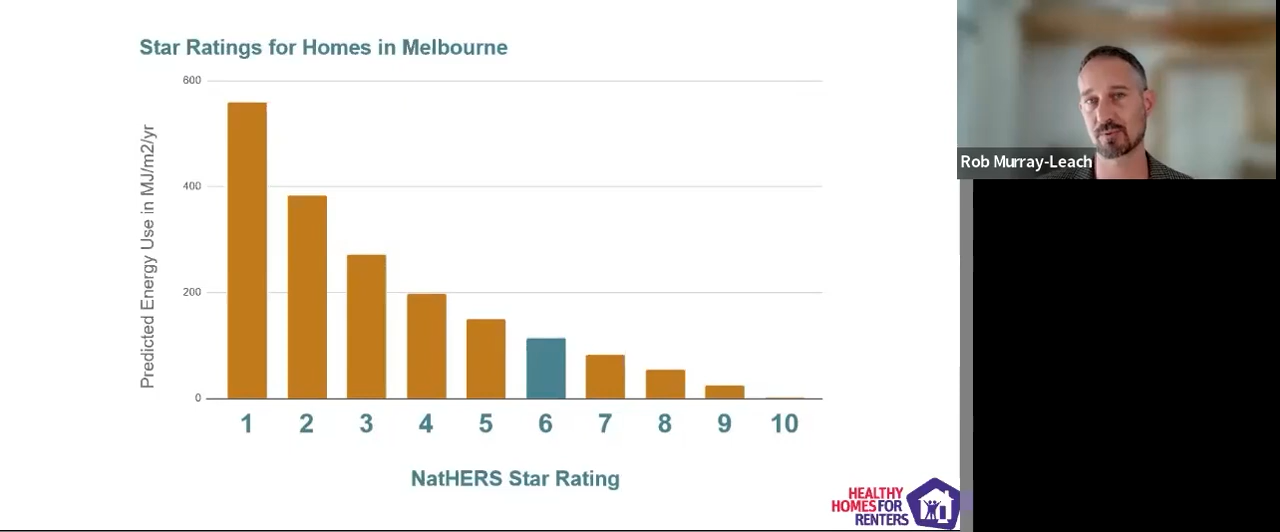 Star Ratings for Homes in Melbourne
Predicted Energy Use in MJ/m2/yr
600
400
200
0
1 2 3 4 5 6 7 8 9 10
NatHERS Star Rating
HEALTHY
HOMES FOR
RENTERS
Rob Murray-Leach